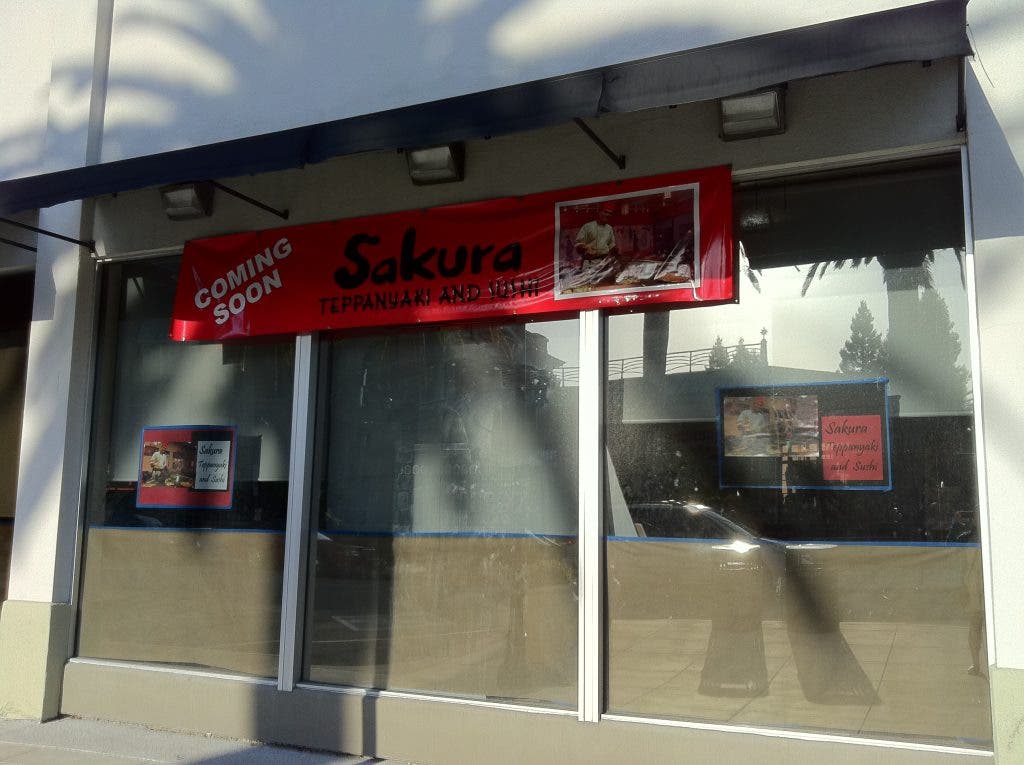 COMING
SOON
Sakura
TEPPANYAKI AND SUSHI
Sakura
Teppanyaki
and Sushi
Sakura
Teppanyaki
and Sushi